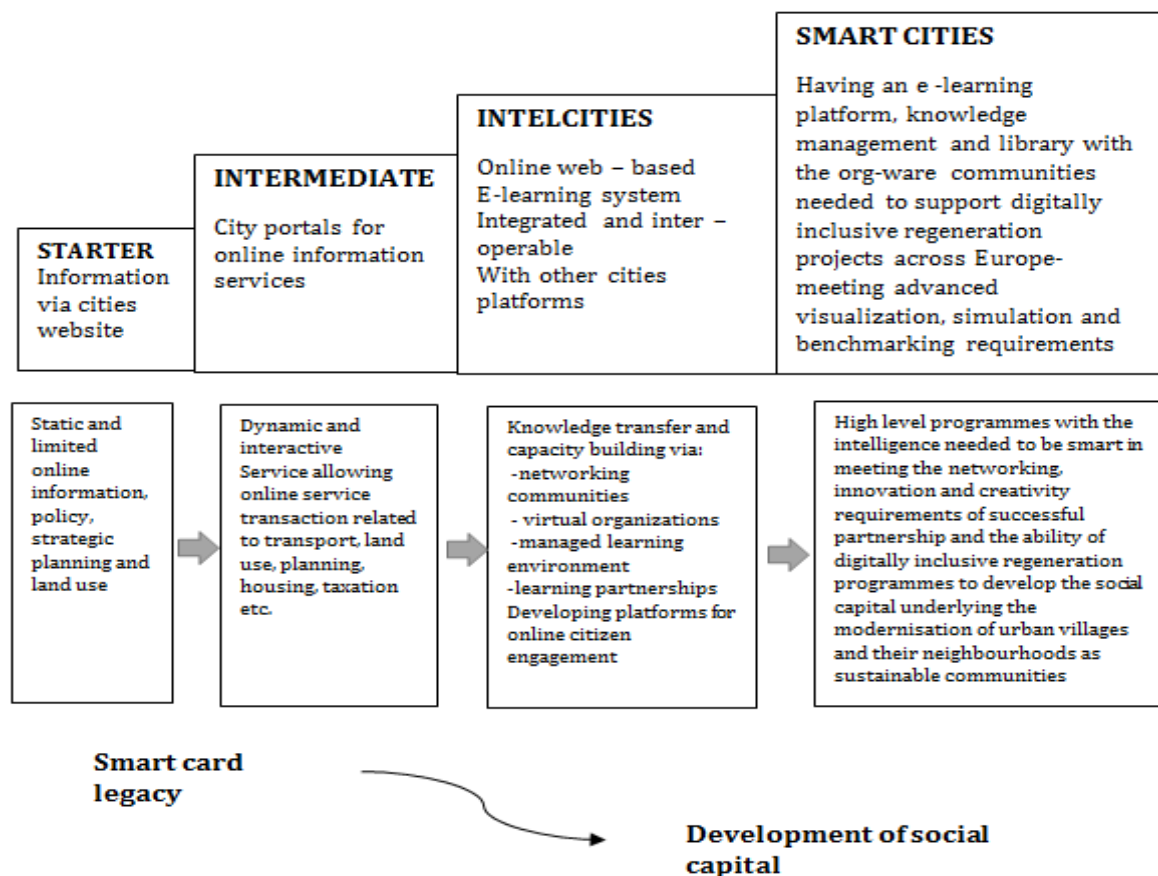 STARTER
Information
via cities
website
INTERMEDIATE
City portals for
online information
services
INTELCITIES
Online web – based
E-learning system
Integrated and inter –
operable
With other cities
platforms
SMART CITIES
Having an e -learning
platform, knowledge
management and library with
the org-ware communities
needed to support digitally
inclusive regeneration
projects across Europe-
meeting advanced
visualization, simulation and
benchmarking requirements
Static and
limited
online
information,
policy,
strategic
planning and
land use
Dynamic and
interactive
Service allowing
online service
transaction related
to transport, land
use, planning,
housing, taxation
etc.
Knowledge transfer and
capacity building via:
-networking
communities
- virtual organizations
-managed learning
environment
-learning partnerships
Developing platforms for
online citizen
engagement
High level programmes with the
intelligence needed to be smart in
meeting the networking,
innovation and creativity
requirements of successful
partnership and the ability of
digitally inclusive regeneration
programmes to develop the social
capital underlying the
modernisation of urban villages
and their neighbourhoods as
sustainable communities
Smart card
legacy
Development of social
capital